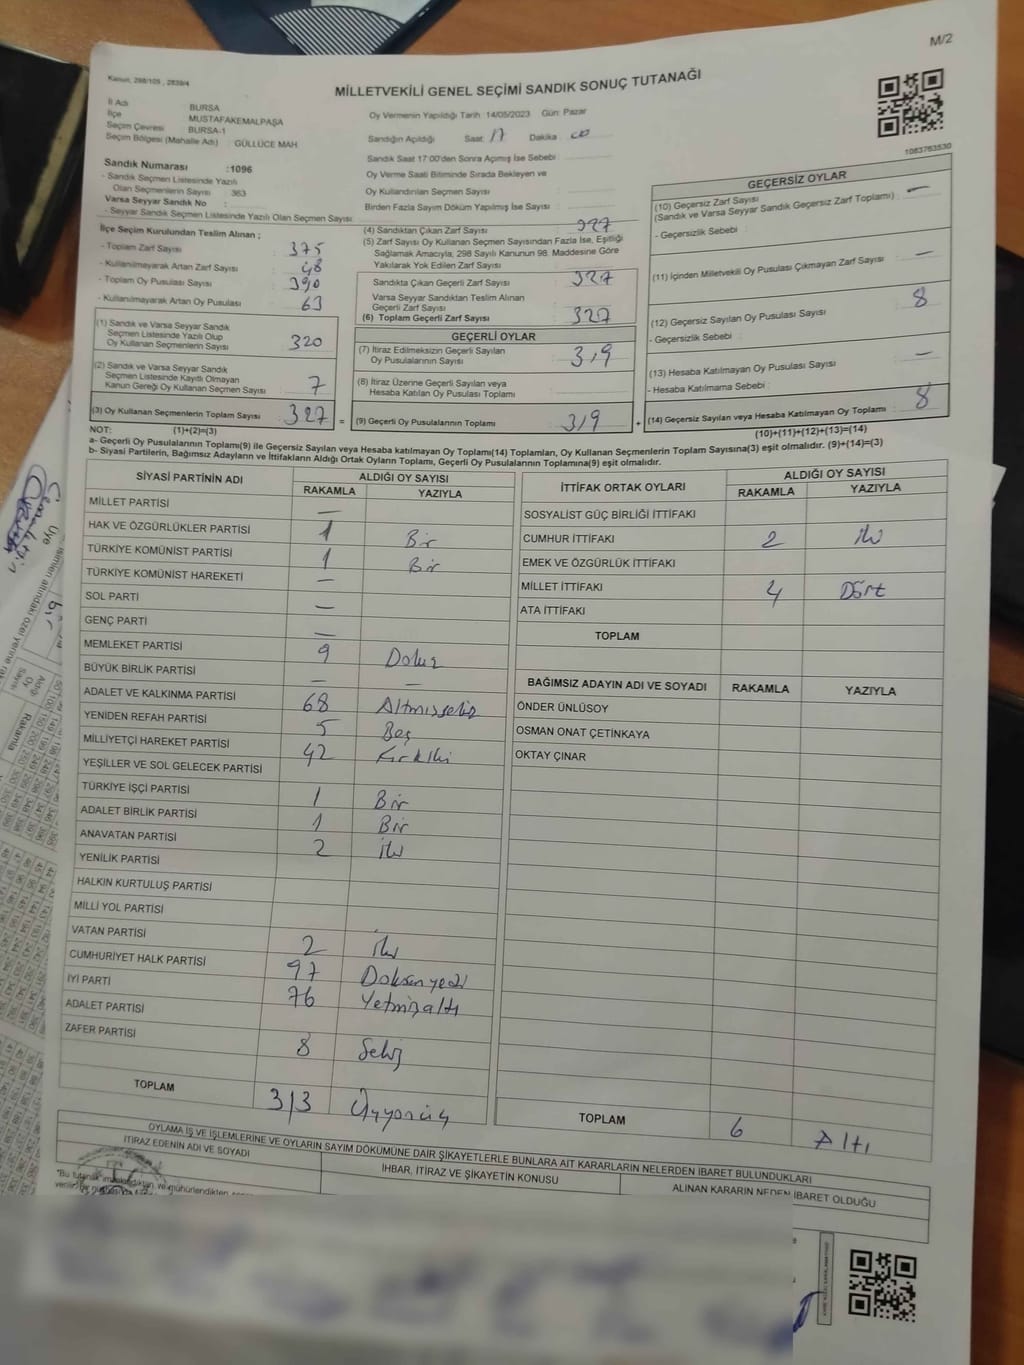 M/2
Kanun, 298/105 , 2839/4
MİLLETVEKİLİ GENEL SEÇİMİ SANDIK SONUÇ TUTANAĞI
İl Adı : BURSA
İlçe : MUSTAFAKEMALPAŞA
Seçim Çevresi : BURSA-1
Seçim Bölgesi (Mahalle Adı) : GÜLLÜCE MAH
Sandık Numarası :1096
- Sandık Seçmen Listesinde Yazılı
Olan Seçmenlerin Sayısı : 363
Varsa Seyyar Sandık No :
- Seyyar Sandık Seçmen Listesinde Yazılı Olan Seçmen Sayısı:
Oy Vermenin Yapıldığı Tarih :14/05/2023 Gün: Pazar
Sandığın Açıldığı Saat: 17 Dakika : 00
Sandık Saat 17:00'den Sonra Açılmış İse Sebebi :
Oy Verme Saati Bitiminde Sırada Bekleyen ve
Oy Kullandırılan Seçmen Sayısı :
Birden Fazla Sayım Döküm Yapılmış İse Sayısı :
1083763530
İlçe Seçim Kurulundan Teslim Alınan ;
- Toplam Zarf Sayısı : 375
- Kullanılmayarak Artan Zarf Sayısı : 48
- Toplam Oy Pusulası Sayısı : 390
- Kullanılmayarak Artan Oy Pusulası : 63
(1) Sandık ve Varsa Seyyar Sandık
Seçmen Listesinde Yazılı Olup
Oy Kullanan Seçmenlerin Sayısı : 320
(2) Sandık ve Varsa Seyyar Sandık
Seçmen Listesinde Kayıtlı Olmayan
Kanun Gereği Oy Kullanan Seçmen Sayısı : 7
(3) Oy Kullanan Seçmenlerin Toplam Sayısı : 327
(4) Sandıktan Çıkan Zarf Sayısı : 327
(5) Zarf Sayısı Oy Kullanan Seçmen Sayısından Fazla İse, Eşitliği
Sağlamak Amacıyla, 298 Sayılı Kanunun 98. Maddesine Göre
Yakılarak Yok Edilen Zarf Sayısı :
Sandıkta Çıkan Geçerli Zarf Sayısı : 327
Varsa Seyyar Sandıktan Teslim Alınan
Geçerli Zarf Sayısı :
(6) Toplam Geçerli Zarf Sayısı : 327
GEÇERLİ OYLAR
(7) İtiraz Edilmeksizin Geçerli Sayılan
Oy Pusulalarının Sayısı : 319
(8) İtiraz Üzerine Geçerli Sayılan veya
Hesaba Katılan Oy Pusulası Toplamı :
= (9) Geçerli Oy Pusulalarının Toplamı : 319 +
GEÇERSİZ OYLAR
(10) Geçersiz Zarf Sayısı : —
(Sandık ve Varsa Seyyar Sandık Geçersiz Zarf Toplamı)
- Geçersizlik Sebebi :
(11) İçinden Milletvekili Oy Pusulası Çıkmayan Zarf Sayısı : —
(12) Geçersiz Sayılan Oy Pusulası Sayısı : 8
- Geçersizlik Sebebi :
(13) Hesaba Katılmayan Oy Pusulası Sayısı : —
- Hesaba Katılmama Sebebi :
(14) Geçersiz Sayılan veya Hesaba Katılmayan Oy Toplamı : 8
NOT: (1)+(2)=(3)
(10)+(11)+(12)+(13)=(14)
a- Geçerli Oy Pusulalarının Toplamı(9) ile Geçersiz Sayılan veya Hesaba Katılmayan Oy Toplamı(14) Toplamları, Oy Kullanan Seçmenlerin Toplam Sayısına(3) eşit olmalıdır. (9)+(14)=(3)
b- Siyasi Partilerin, Bağımsız Adayların ve İttifakların Aldığı Ortak Oyların Toplamı, Geçerli Oy Pusulalarının Toplamına(9) eşit olmalıdır.
SİYASİ PARTİNİN ADI ALDIĞI OY SAYISI
RAKAMLA YAZIYLA
MİLLET PARTİSİ —
HAK VE ÖZGÜRLÜKLER PARTİSİ 1 Bir
TÜRKİYE KOMÜNİST PARTİSİ 1 Bir
TÜRKİYE KOMÜNİST HAREKETİ —
SOL PARTİ —
GENÇ PARTİ —
MEMLEKET PARTİSİ 9 Dokuz
BÜYÜK BİRLİK PARTİSİ — —
ADALET VE KALKINMA PARTİSİ 68 Altmışsekiz
YENİDEN REFAH PARTİSİ 5 Beş
MİLLİYETÇİ HAREKET PARTİSİ 42 Kırkiki
YEŞİLLER VE SOL GELECEK PARTİSİ
TÜRKİYE İŞÇİ PARTİSİ 1 Bir
ADALET BİRLİK PARTİSİ 1 Bir
ANAVATAN PARTİSİ 2 iki
YENİLİK PARTİSİ
HALKIN KURTULUŞ PARTİSİ
MİLLİ YOL PARTİSİ
VATAN PARTİSİ 2 iki
CUMHURİYET HALK PARTİSİ 97 Doksanyedi
İYİ PARTİ 76 Yetmişaltı
ADALET PARTİSİ
ZAFER PARTİSİ 8 Sekiz
TOPLAM 313 Üçyüzonüç
İTTİFAK ORTAK OYLARI ALDIĞI OY SAYISI
RAKAMLA YAZIYLA
SOSYALİST GÜÇ BİRLİĞİ İTTİFAKI
CUMHUR İTTİFAKI 2 iki
EMEK VE ÖZGÜRLÜK İTTİFAKI
MİLLET İTTİFAKI 4 Dört
ATA İTTİFAKI
TOPLAM
BAĞIMSIZ ADAYIN ADI VE SOYADI RAKAMLA YAZIYLA
ÖNDER ÜNLÜSOY
OSMAN ONAT ÇETİNKAYA
OKTAY ÇINAR
TOPLAM 6 Altı
OYLAMA İŞ VE İŞLEMLERİNE VE OYLARIN SAYIM DÖKÜMÜNE DAİR ŞİKAYETLERLE BUNLARA AİT KARARLARIN NELERDEN İBARET BULUNDUKLARI
İTİRAZ EDENİN ADI VE SOYADI İHBAR, İTİRAZ VE ŞİKAYETİN KONUSU ALINAN KARARIN NEDEN İBARET OLDUĞU